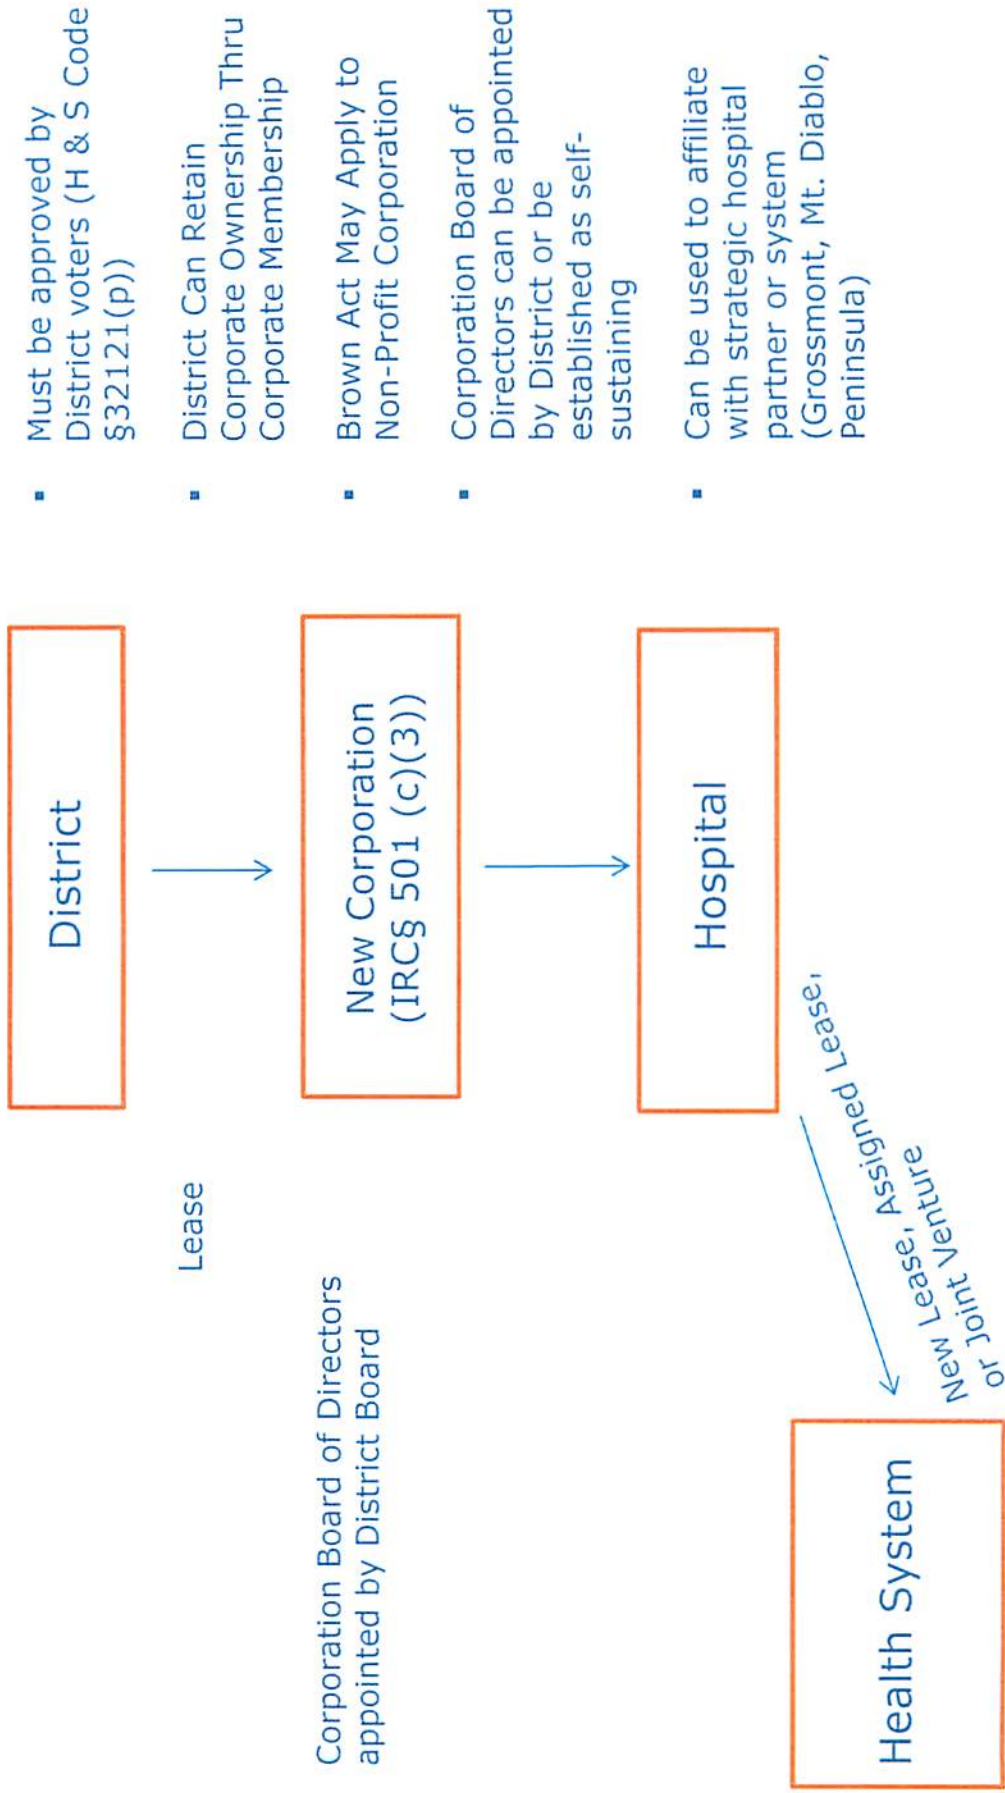 District
Lease
New Corporation
(IRC§ 501 (c)(3))
Corporation Board of Directors
appointed by District Board
Hospital
New Lease, Assigned Lease,
or Joint Venture
Health System
▪ Must be approved by
District voters (H & S Code
§32121(p))
▪ District Can Retain
Corporate Ownership Thru
Corporate Membership
▪ Brown Act May Apply to
Non-Profit Corporation
▪ Corporation Board of
Directors can be appointed
by District or be
established as self-
sustaining
▪ Can be used to affiliate
with strategic hospital
partner or system
(Grossmont, Mt. Diablo,
Peninsula)